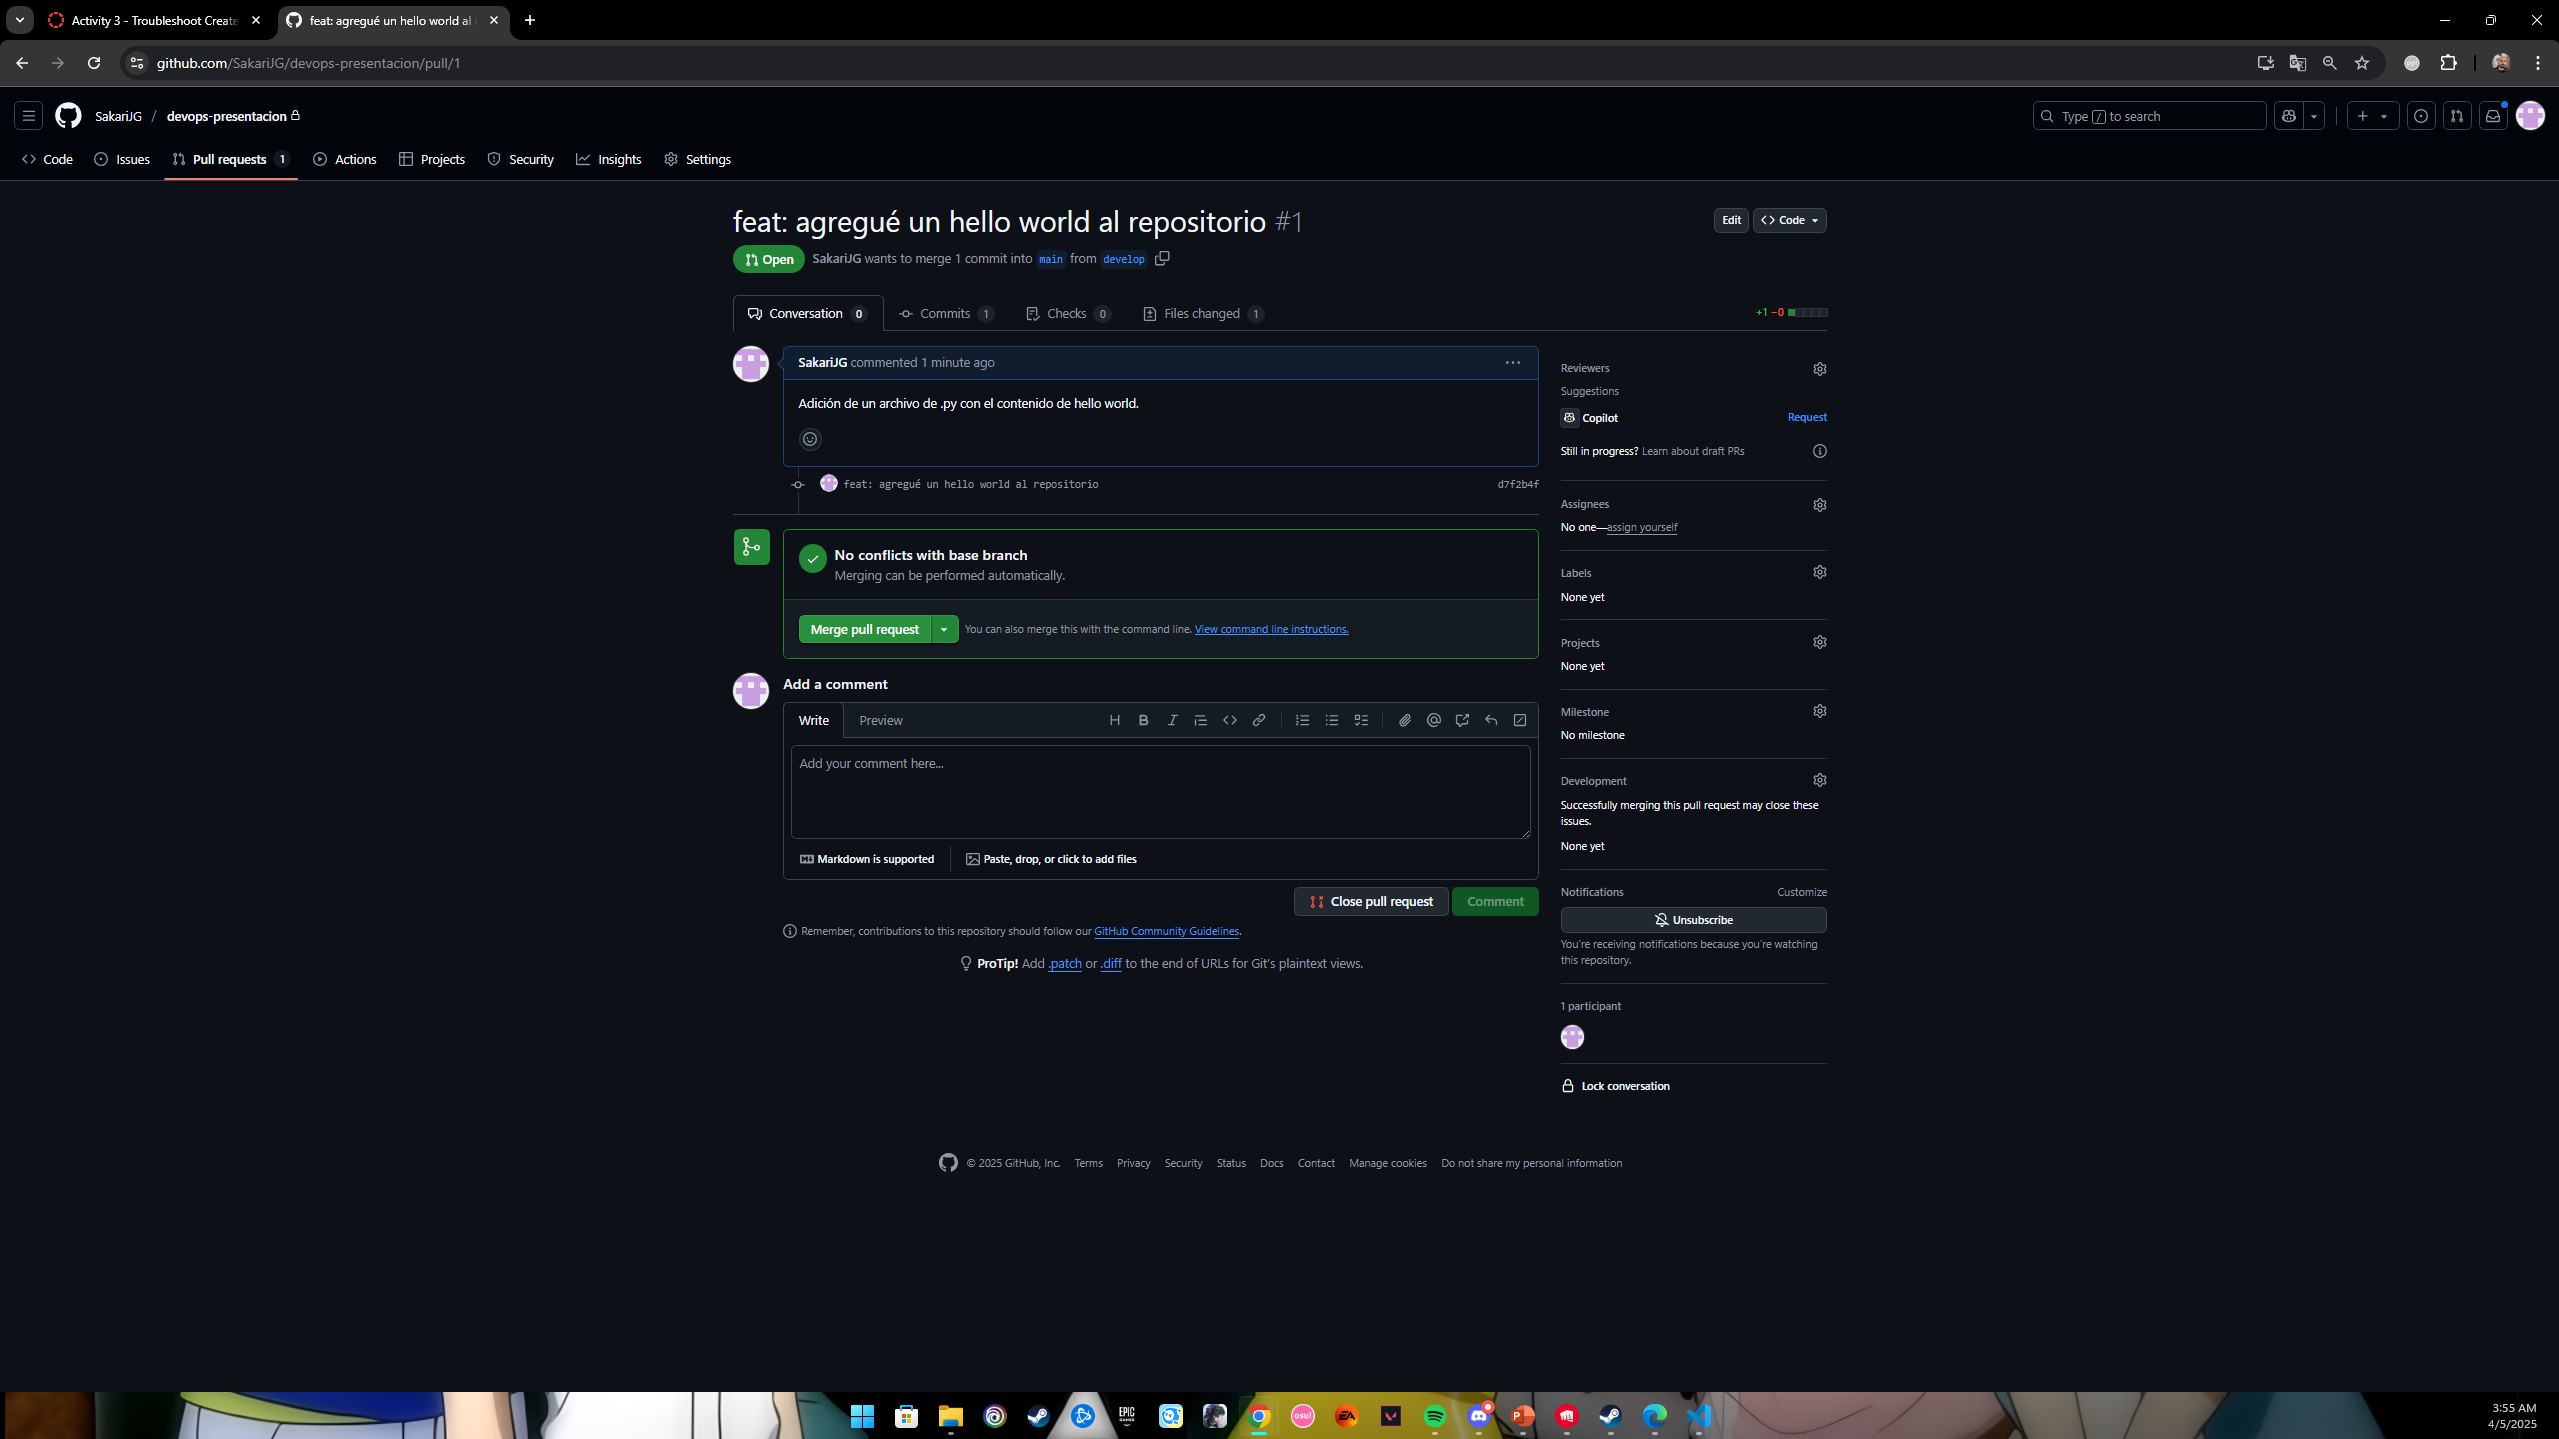 Activity 3 - Troubleshoot Create
feat: agregué un hello world al r
github.com/SakariJG/devops-presentacion/pull/1
SakariJG / devops-presentacion
Type / to search
Code
Issues
Pull requests 1
Actions
Projects
Security
Insights
Settings
feat: agregué un hello world al repositorio #1
Edit
Code
Open
SakariJG wants to merge 1 commit into main from develop
Conversation 0
Commits 1
Checks 0
Files changed 1
+1 −0
SakariJG commented 1 minute ago
Adición de un archivo de .py con el contenido de hello world.
feat: agregué un hello world al repositorio
d7f2b4f
No conflicts with base branch
Merging can be performed automatically.
Merge pull request
You can also merge this with the command line. View command line instructions.
Add a comment
Write
Preview
Add your comment here...
Markdown is supported
Paste, drop, or click to add files
Close pull request
Comment
Remember, contributions to this repository should follow our GitHub Community Guidelines.
ProTip! Add .patch or .diff to the end of URLs for Git's plaintext views.
Reviewers
Suggestions
Copilot
Request
Still in progress? Learn about draft PRs
Assignees
No one—assign yourself
Labels
None yet
Projects
None yet
Milestone
No milestone
Development
Successfully merging this pull request may close these
issues.
None yet
Notifications
Customize
Unsubscribe
You're receiving notifications because you're watching
this repository.
1 participant
Lock conversation
© 2025 GitHub, Inc.
Terms
Privacy
Security
Status
Docs
Contact
Manage cookies
Do not share my personal information
EPIC
GAMES
osu!
EA
3:55 AM
4/5/2025